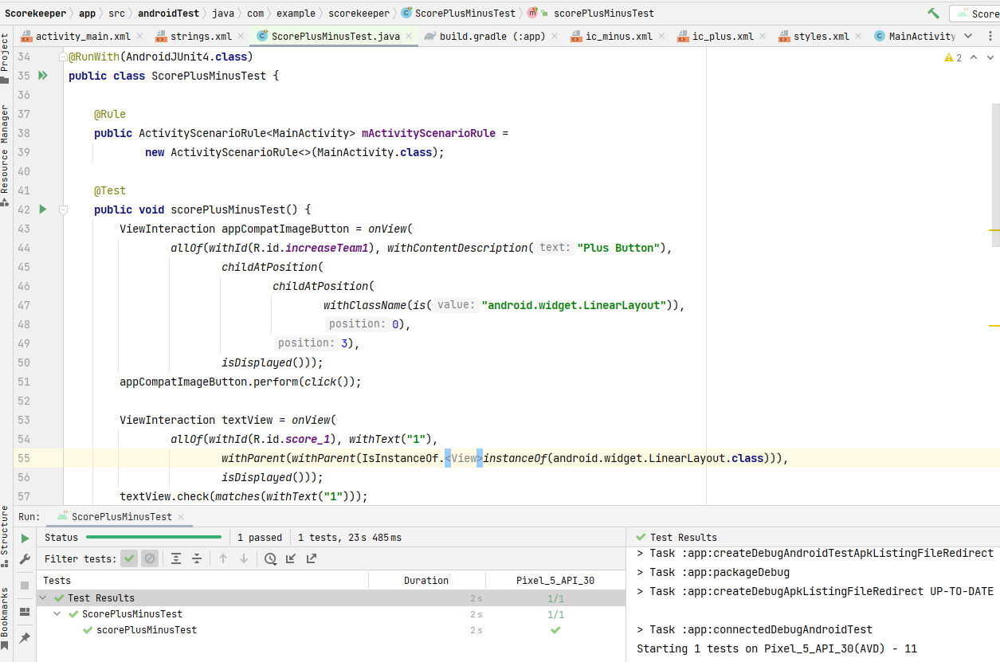 Scorekeeper app src androidTest java com example scorekeeper ScorePlusMinusTest scorePlusMinusTest Score
activity_main.xml strings.xml ScorePlusMinusTest.java build.gradle (:app) ic_minus.xml ic_plus.xml styles.xml MainActivity
Project
Resource Manager
Structure
Bookmarks
34 @RunWith(AndroidJUnit4.class) 2
35 public class ScorePlusMinusTest {
36
37 @Rule
38 public ActivityScenarioRule<MainActivity> mActivityScenarioRule =
39 new ActivityScenarioRule<>(MainActivity.class);
40
41 @Test
42 public void scorePlusMinusTest() {
43 ViewInteraction appCompatImageButton = onView(
44 allOf(withId(R.id.increaseTeam1), withContentDescription( text: "Plus Button"),
45 childAtPosition(
46 childAtPosition(
47 withClassName(is( value: "android.widget.LinearLayout")),
48 position: 0),
49 position: 3),
50 isDisplayed()));
51 appCompatImageButton.perform(click());
52
53 ViewInteraction textView = onView(
54 allOf(withId(R.id.score_1), withText("1"),
55 withParent(withParent(IsInstanceOf.<View>instanceOf(android.widget.LinearLayout.class))),
56 isDisplayed()));
57 textView.check(matches(withText("1")));
Run: ScorePlusMinusTest
Status 1 passed 1 tests, 23 s 485 ms
Filter tests:
Tests Duration Pixel_5_API_30
Test Results 2 s 1/1
ScorePlusMinusTest 2 s 1/1
scorePlusMinusTest 2 s
Test Results
> Task :app:createDebugAndroidTestApkListingFileRedirect
> Task :app:packageDebug
> Task :app:createDebugApkListingFileRedirect UP-TO-DATE
> Task :app:connectedDebugAndroidTest
Starting 1 tests on Pixel_5_API_30(AVD) - 11